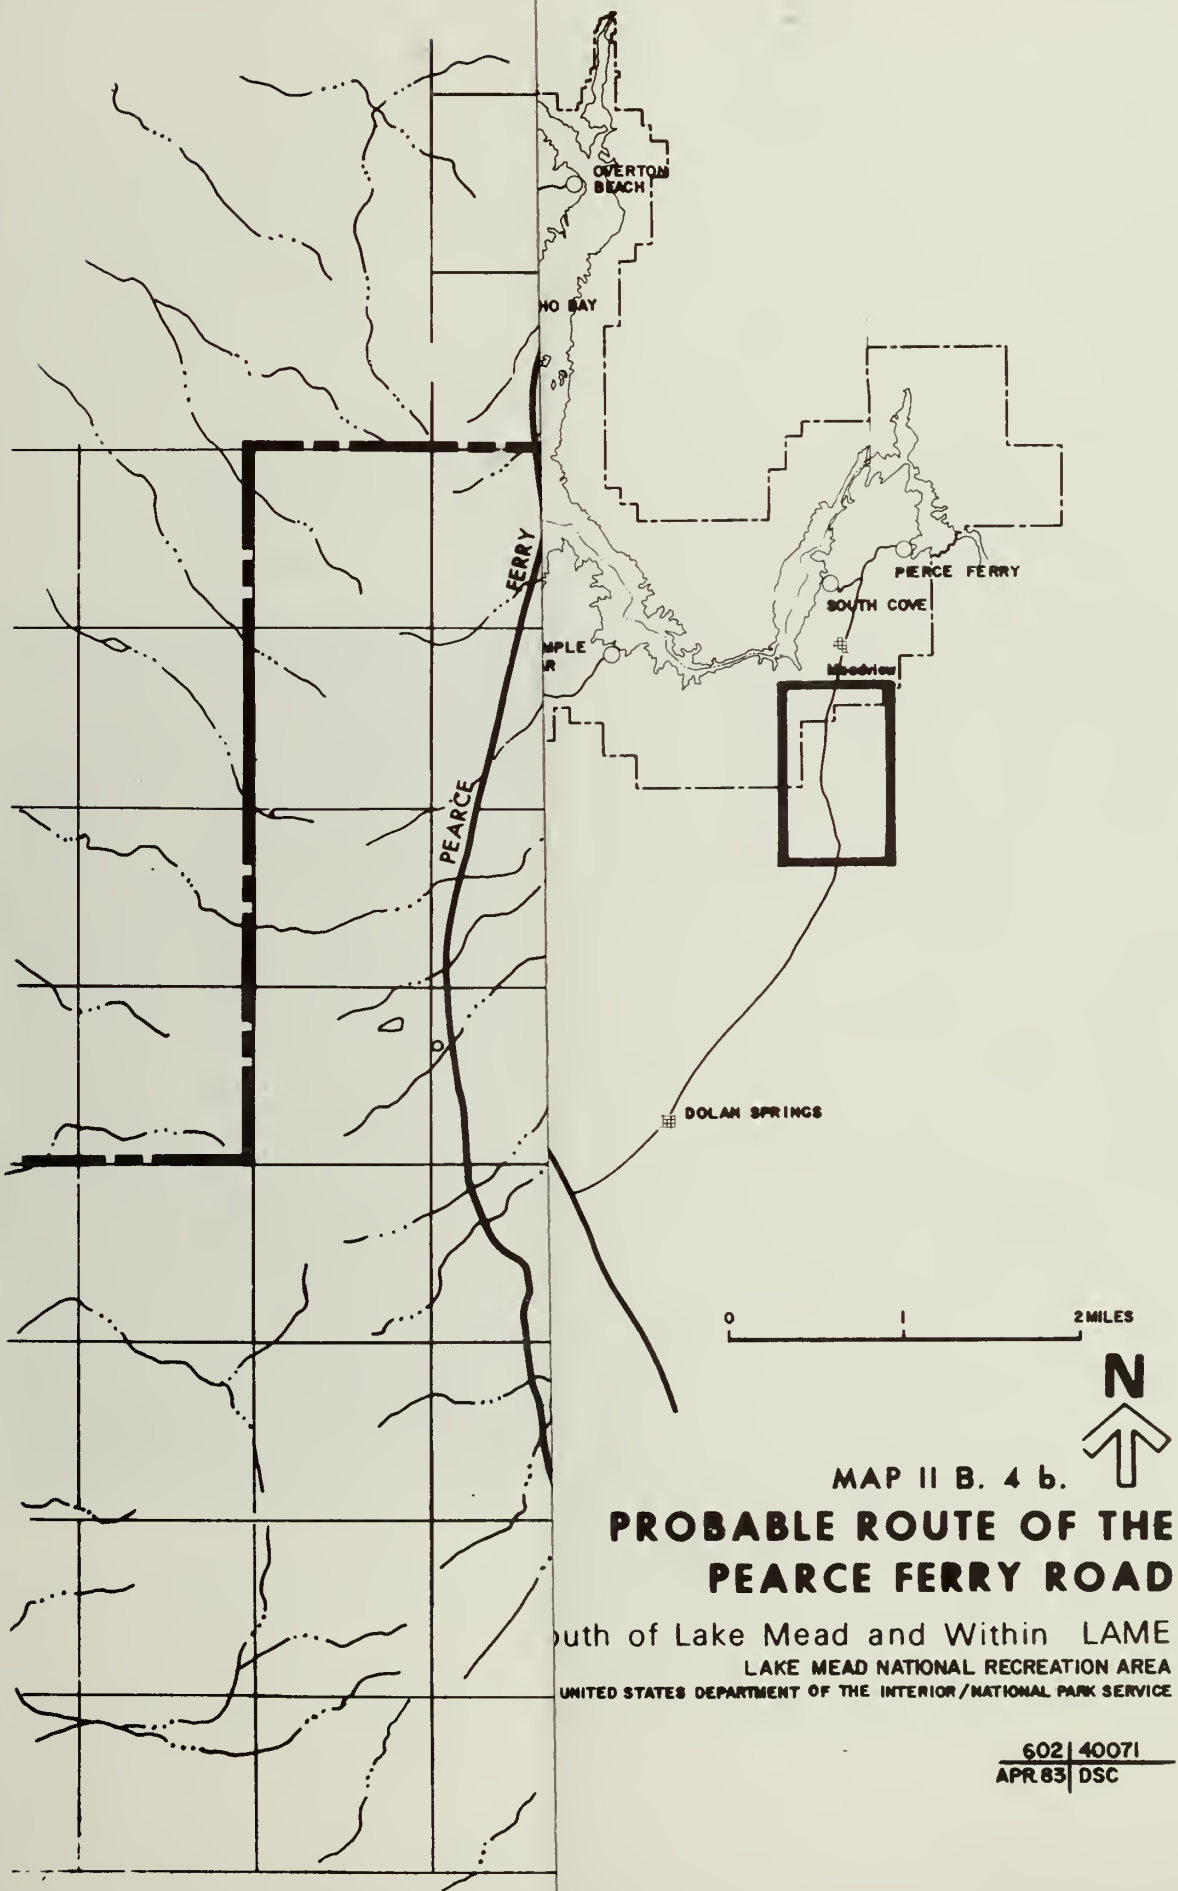 OVERTON
BEACH
HO BAY
FERRY
PIERCE FERRY
SOUTH COVE
MPLE
AR
Meadview
PEARCE
DOLAN SPRINGS
0 1 2 MILES
N
MAP II B. 4 b.
PROBABLE ROUTE OF THE
PEARCE FERRY ROAD
outh of Lake Mead and Within LAME
LAKE MEAD NATIONAL RECREATION AREA
UNITED STATES DEPARTMENT OF THE INTERIOR/NATIONAL PARK SERVICE
602 40071
APR. 83 DSC